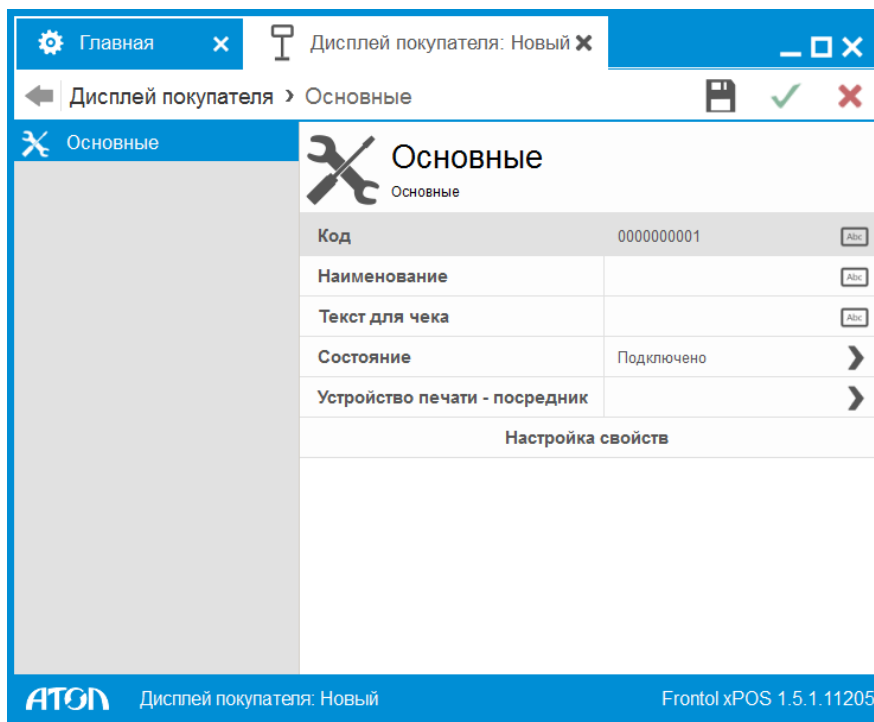 Главная
Дисплей покупателя: Новый
Дисплей покупателя › Основные
Основные
Основные
Основные
Код 0000000001 Abc
Наименование Abc
Текст для чека Abc
Состояние Подключено
Устройство печати - посредник
Настройка свойств
АТОЛ Дисплей покупателя: Новый Frontol xPOS 1.5.1.11205